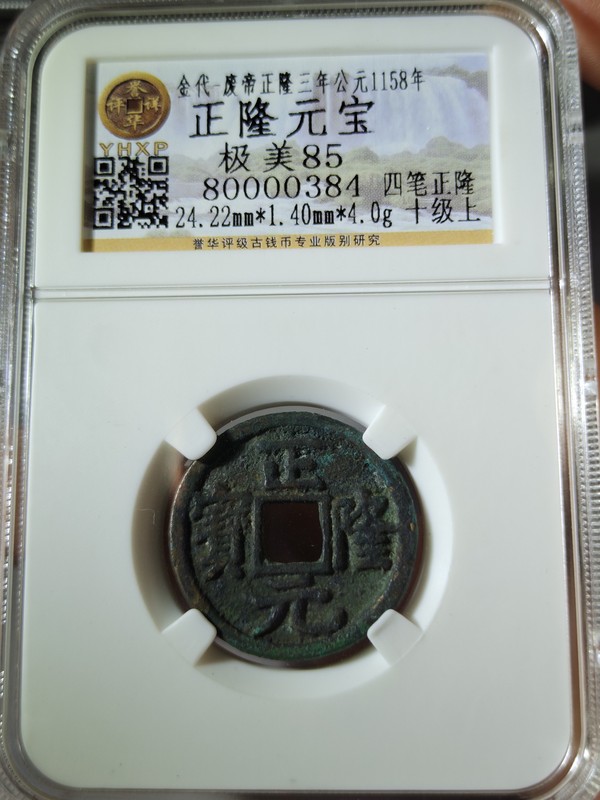 金代-废帝正隆三年公元1158年
正隆元宝
YHXP
极美85
80000384 四笔正隆
24.22mm*1.40mm*4.0g 十级上
誉华评级古钱币专业版别研究
正
寳 隆
元